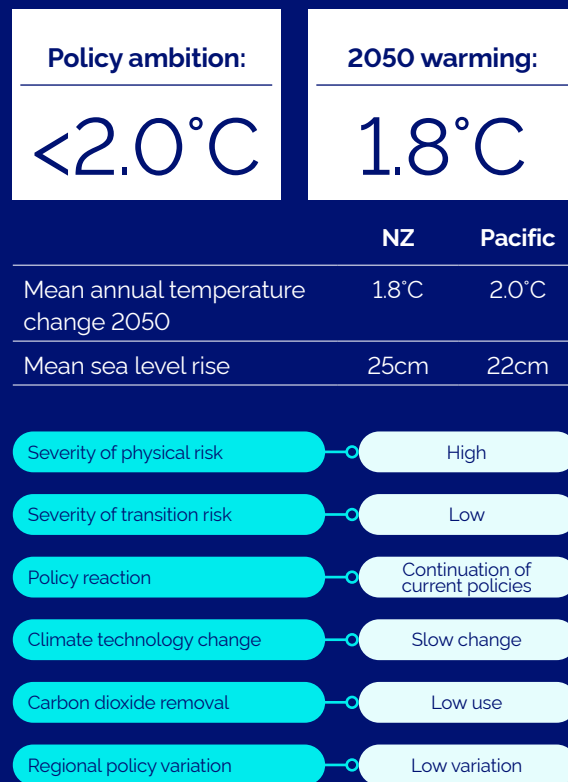 Policy ambition:
<2.0°C
2050 warming:
1.8°C
NZ Pacific
Mean annual temperature change 2050 1.8°C 2.0°C
Mean sea level rise 25cm 22cm
Severity of physical risk High
Severity of transition risk Low
Policy reaction Continuation of current policies
Climate technology change Slow change
Carbon dioxide removal Low use
Regional policy variation Low variation